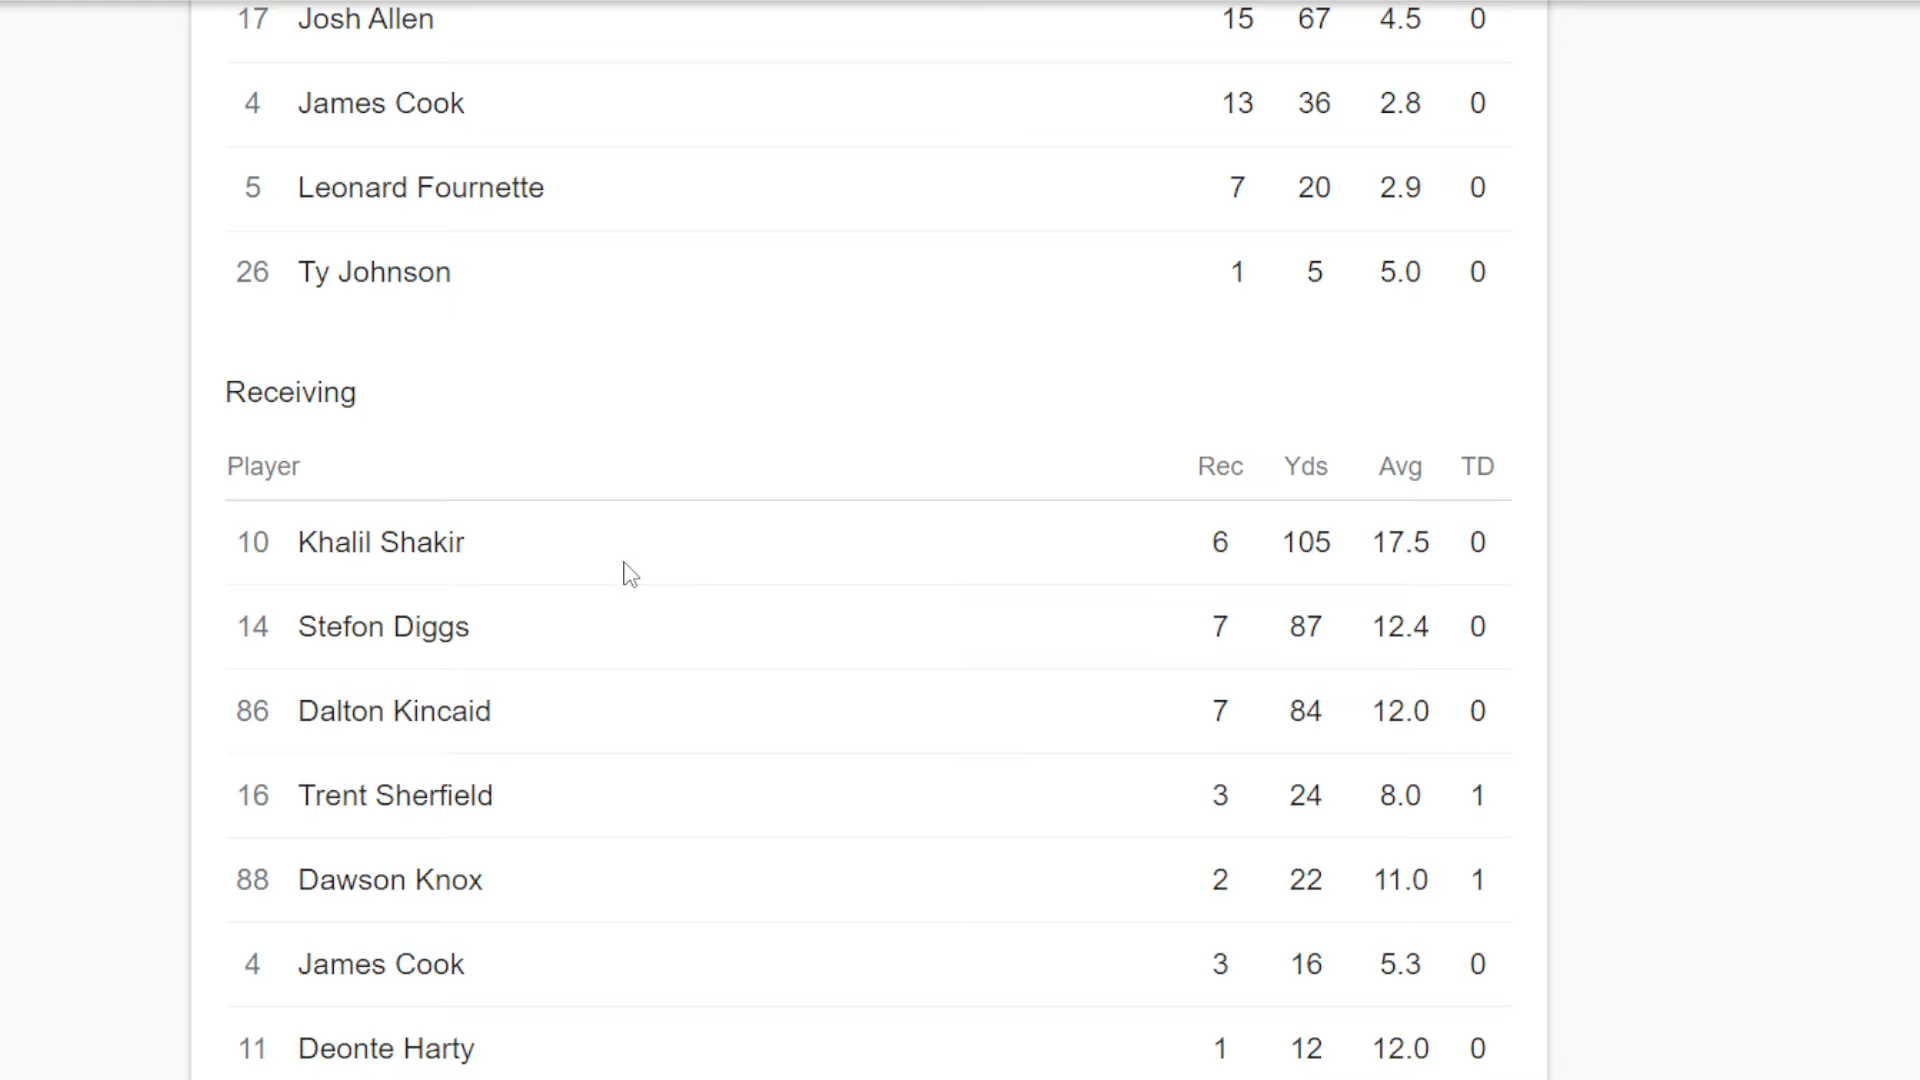 17 Josh Allen 15 67 4.5 0
4 James Cook 13 36 2.8 0
5 Leonard Fournette 7 20 2.9 0
26 Ty Johnson 1 5 5.0 0
Receiving
Player Rec Yds Avg TD
10 Khalil Shakir 6 105 17.5 0
14 Stefon Diggs 7 87 12.4 0
86 Dalton Kincaid 7 84 12.0 0
16 Trent Sherfield 3 24 8.0 1
88 Dawson Knox 2 22 11.0 1
4 James Cook 3 16 5.3 0
11 Deonte Harty 1 12 12.0 0